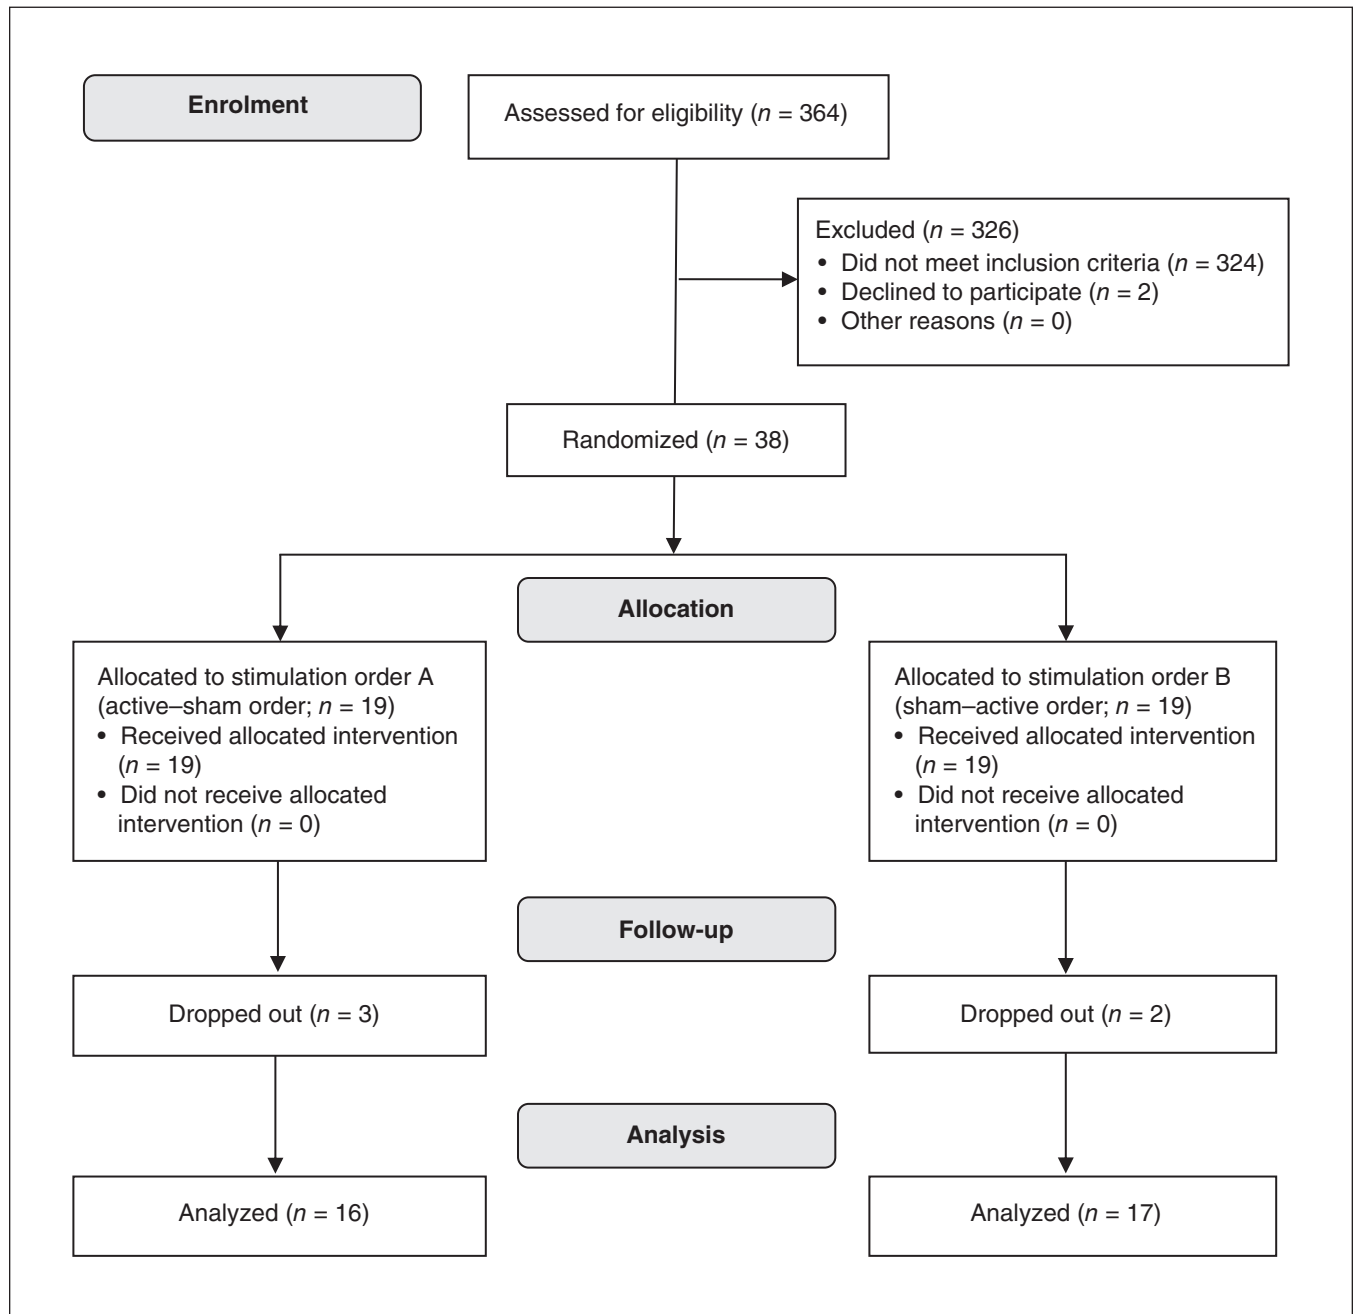 Enrolment
Assessed for eligibility (n = 364)
Excluded (n = 326)
• Did not meet inclusion criteria (n = 324)
• Declined to participate (n = 2)
• Other reasons (n = 0)
Randomized (n = 38)
Allocation
Allocated to stimulation order A
(active–sham order; n = 19)
• Received allocated intervention
(n = 19)
• Did not receive allocated
intervention (n = 0)
Allocated to stimulation order B
(sham–active order; n = 19)
• Received allocated intervention
(n = 19)
• Did not receive allocated
intervention (n = 0)
Follow-up
Dropped out (n = 3)
Dropped out (n = 2)
Analysis
Analyzed (n = 16)
Analyzed (n = 17)